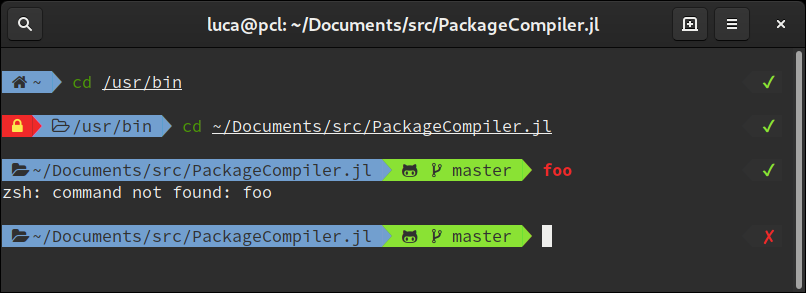 luca@pcl: ~/Documents/src/PackageCompiler.jl
~ cd /usr/bin ✓
/usr/bin cd ~/Documents/src/PackageCompiler.jl ✓
~/Documents/src/PackageCompiler.jl master foo ✓
zsh: command not found: foo
~/Documents/src/PackageCompiler.jl master ✗